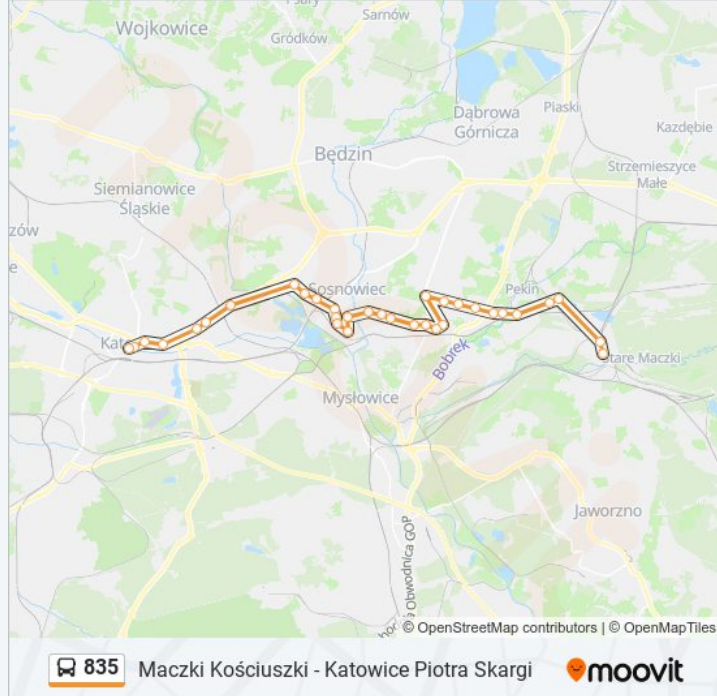 Psary
Sarnów
Wojkowice
Gródków
Dąbrowa
Górnicza
Piaski
Kazdębie
Będzin
Strzemieszyce
Małe
Siemianowice
Śląskie
zów
e
Sosnowiec
Pekin
Kato
Stare Maczki
Bobrek
Mysłowice
Jaworzno
Obwodnica GOP
© OpenStreetMap contributors | © OpenMapTiles
835 Maczki Kościuszki - Katowice Piotra Skargi
moovit